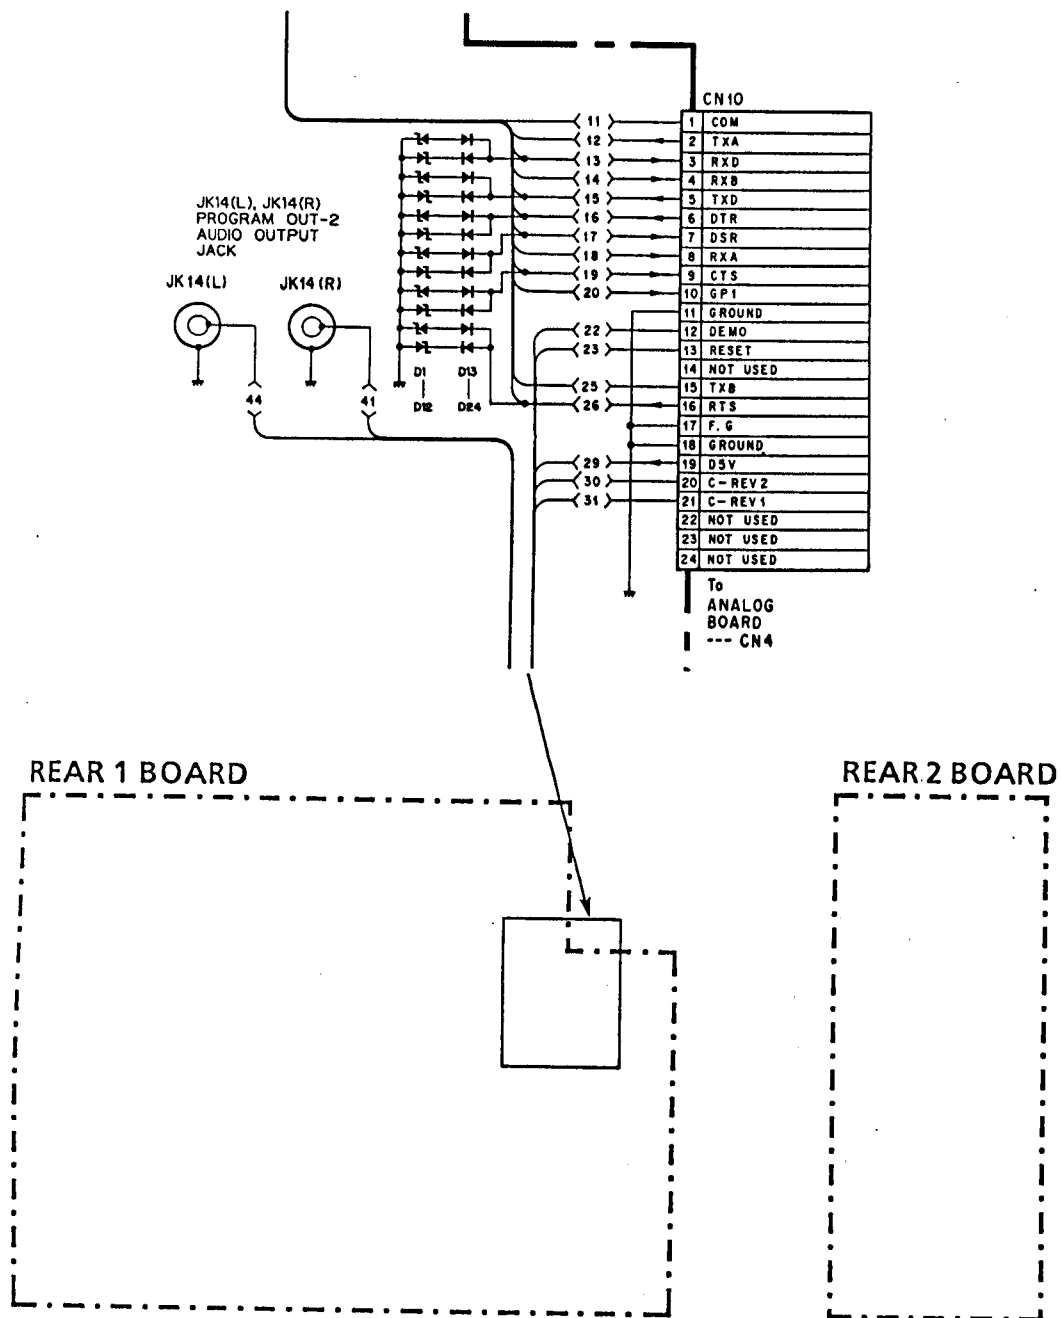 CN10
11 1 COM
12 2 TXA
13 3 RXD
14 4 RXB
15 5 TXD
16 6 DTR
17 7 DSR
18 8 RXA
19 9 CTS
20 10 GP1
11 GROUND
22 12 DEMO
23 13 RESET
14 NOT USED
25 15 TXB
26 16 RTS
17 F.G
18 GROUND
29 19 D5V
30 20 C-REV2
31 21 C-REV1
22 NOT USED
23 NOT USED
24 NOT USED
To
ANALOG
BOARD
--- CN4
JK14(L), JK14(R)
PROGRAM OUT-2
AUDIO OUTPUT
JACK
JK14(L) JK14(R)
44 41
D1 D13
D12 D24
REAR 1 BOARD
REAR 2 BOARD